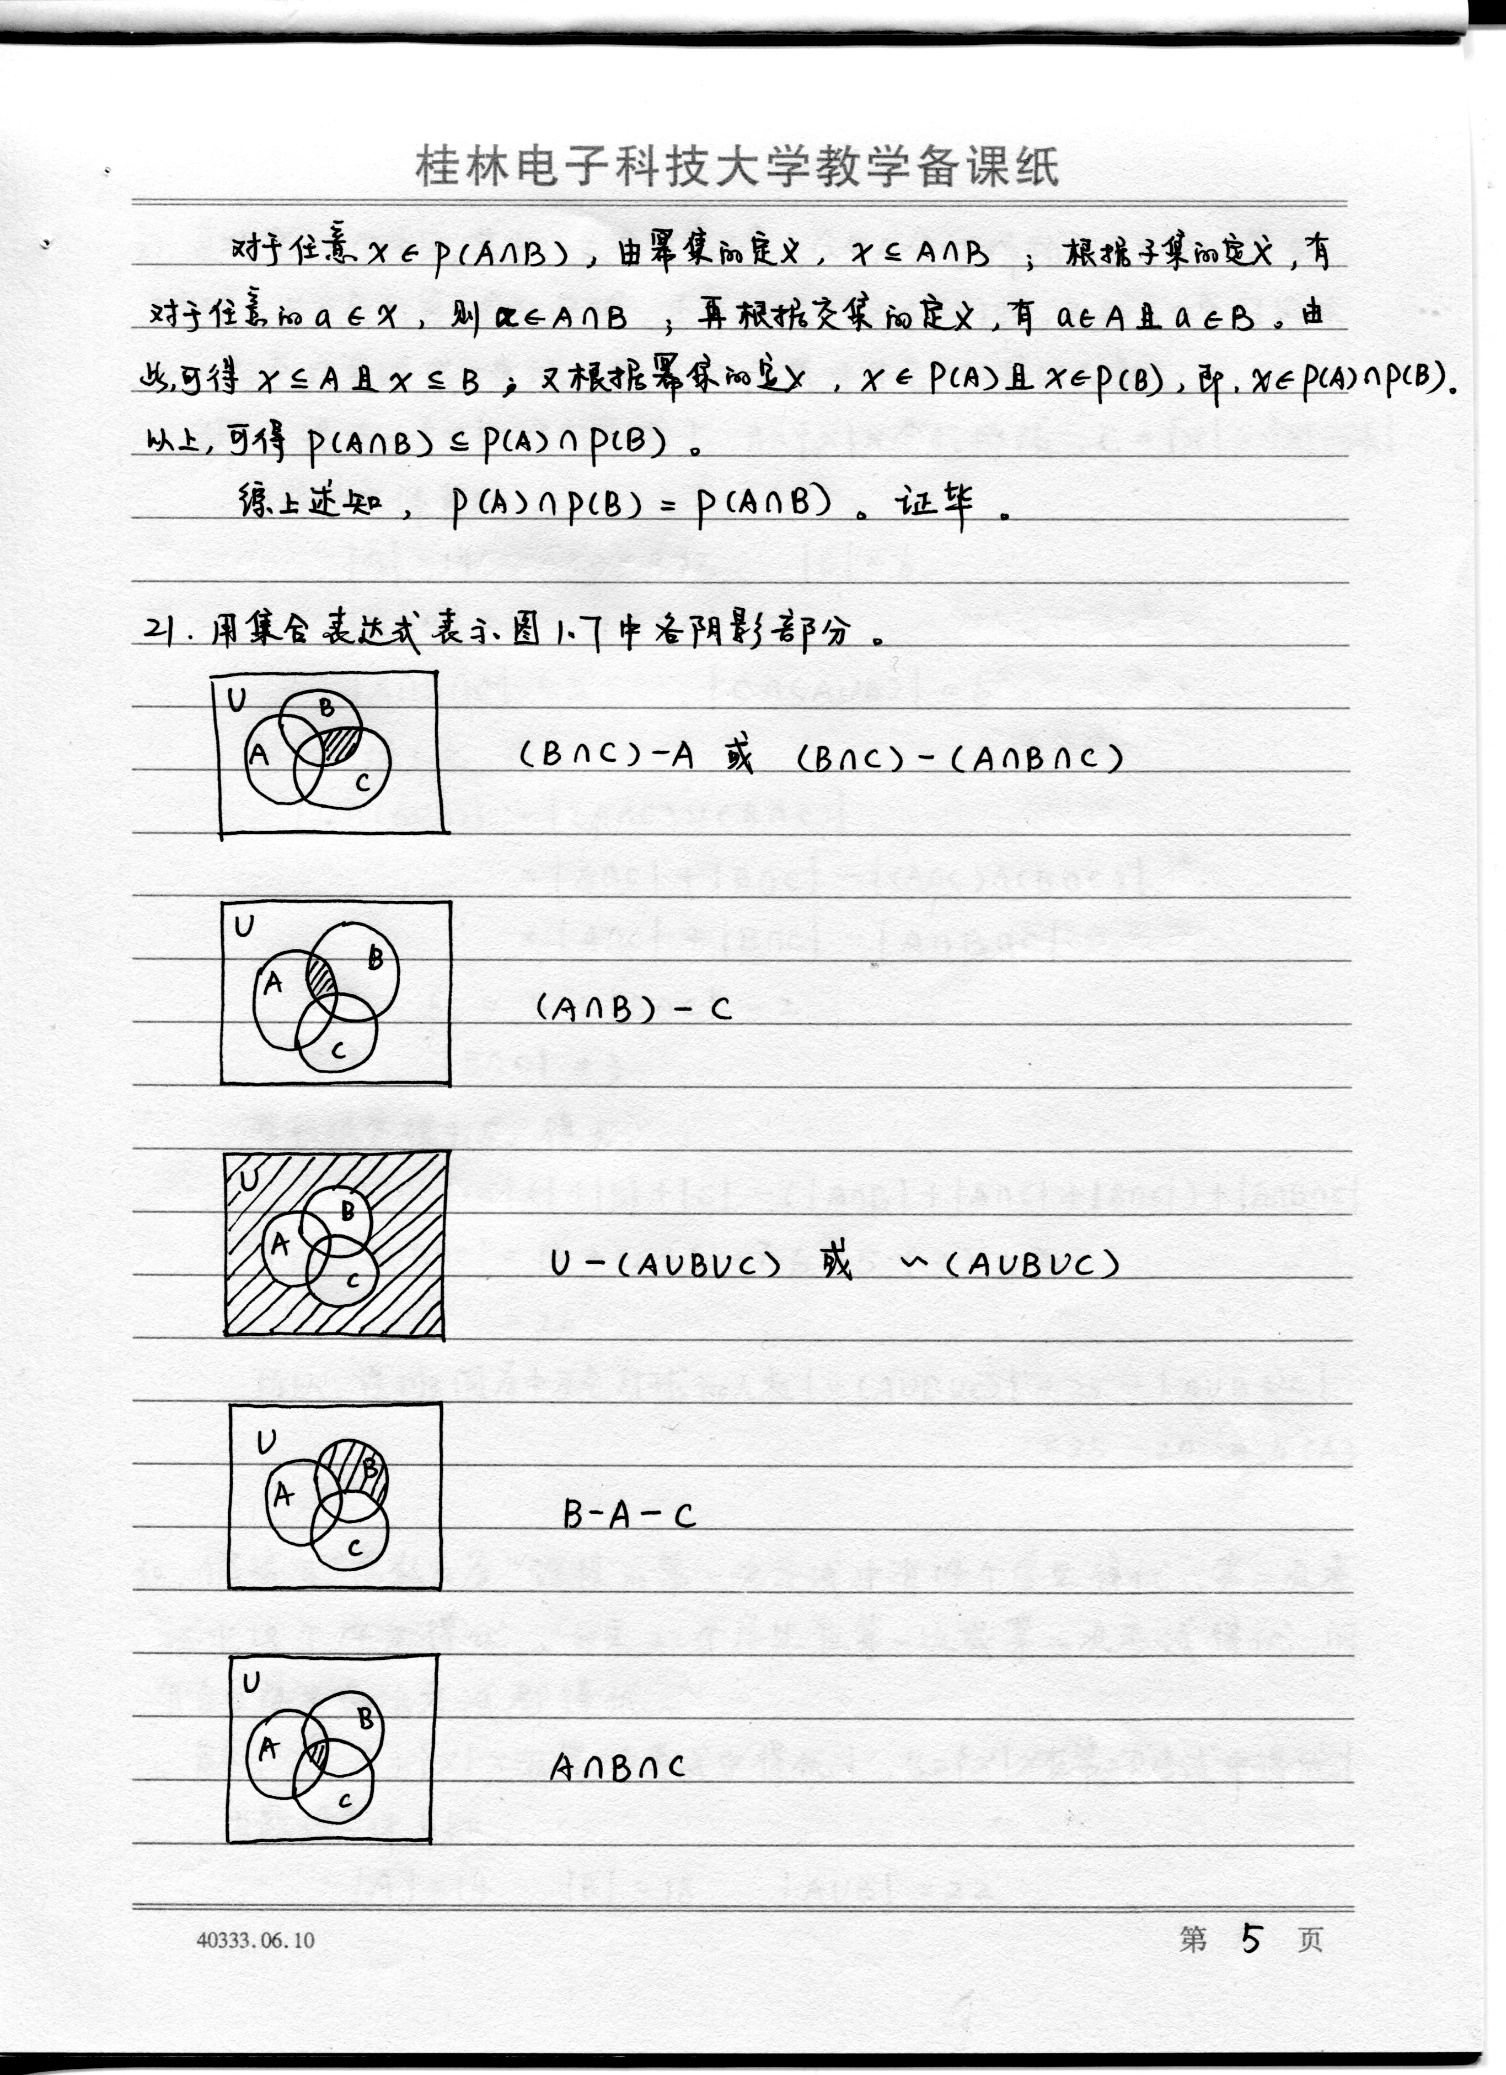 桂林电子科技大学教学备课纸
对于任意 x ∈ P(A∩B)，由幂集的定义，x ⊆ A∩B ；根据子集的定义，有
对于任意的 a ∈ x，则 a ∈ A∩B ；再根据交集的定义，有 a∈A 且 a∈B。由
此,可得 x ⊆ A 且 x ⊆ B ；又根据幂集的定义，x ∈ P(A) 且 x∈P(B)，即，x∈P(A)∩P(B).
以上，可得 P(A∩B) ⊆ P(A)∩P(B)。
综上述知，P(A)∩P(B) = P(A∩B)。证毕。
21. 用集合表达式表示图1.7中各阴影部分。
U
B
A
C
(B∩C)-A 或 (B∩C)-(A∩B∩C)
U
B
A
C
(A∩B)-C
U
B
A
C
U-(A∪B∪C) 或 ~(A∪B∪C)
U
B
A
C
B-A-C
U
B
A
C
A∩B∩C
40333.06.10 第 5 页